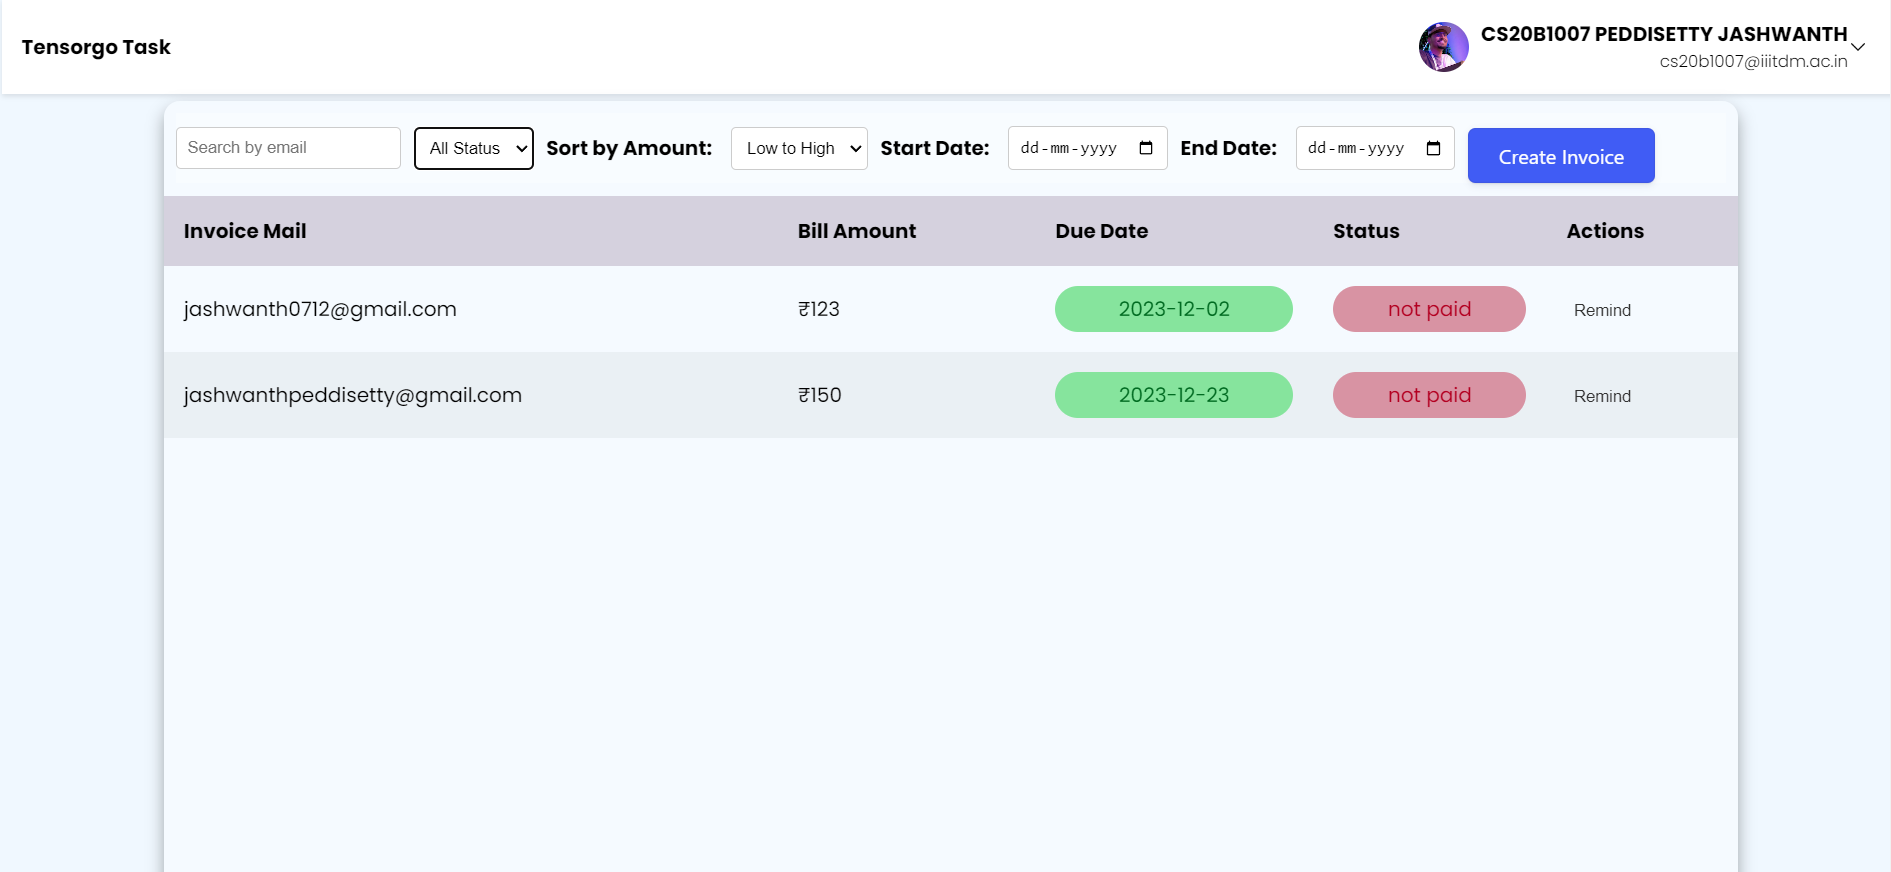 Tensorgo Task
CS20B1007 PEDDISETTY JASHWANTH
cs20b1007@iiitdm.ac.in
Search by email All Status Sort by Amount: Low to High Start Date: dd-mm-yyyy End Date: dd-mm-yyyy Create Invoice
Invoice Mail Bill Amount Due Date Status Actions
jashwanth0712@gmail.com ₹123 2023-12-02 not paid Remind
jashwanthpeddisetty@gmail.com ₹150 2023-12-23 not paid Remind